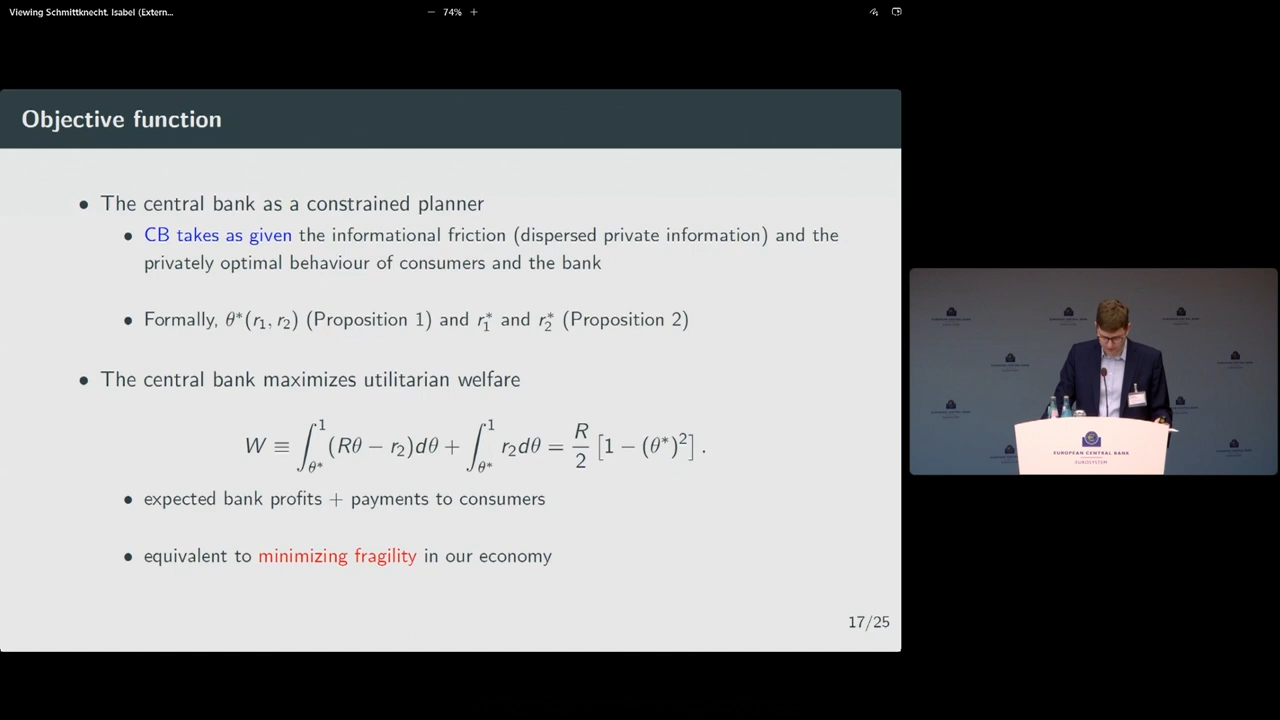 Viewing Schmittknecht, Isabel (Extern...
− 74% +
Objective function
• The central bank as a constrained planner
• CB takes as given the informational friction (dispersed private information) and the
privately optimal behaviour of consumers and the bank
• Formally, θ*(r₁, r₂) (Proposition 1) and r₁* and r₂* (Proposition 2)
• The central bank maximizes utilitarian welfare
W ≡ ∫_{θ*}^{1} (Rθ − r₂)dθ + ∫_{θ*}^{1} r₂dθ = R/2 [1 − (θ*)²] .
• expected bank profits + payments to consumers
• equivalent to minimizing fragility in our economy
17/25
EUROPEAN CENTRAL BANK
EUROSYSTEM